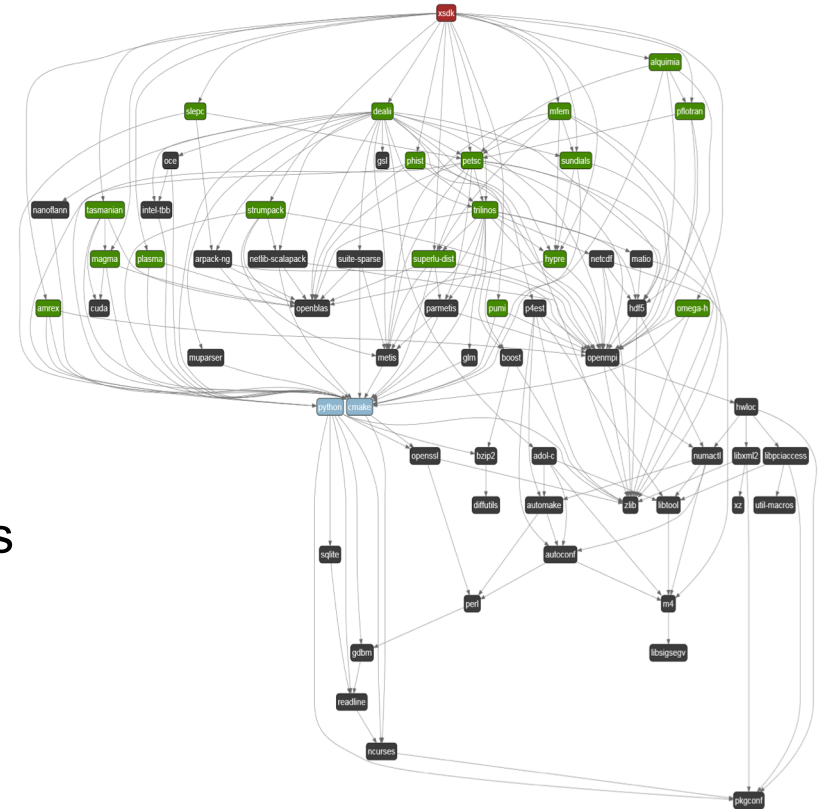 xsdk
alquimia
slepc dealii mfem pflotran
oce gsl phist petsc sundials
nanoflann tasmanian intel-tbb strumpack trilinos
magma plasma arpack-ng netlib-scalapack suite-sparse superlu-dist hypre netcdf matio
amrex cuda openblas parmetis pumi p4est hdf5 omega-h
muparser metis glm boost openmpi
python cmake hwloc
openssl bzip2 adol-c numactl libxml2 libpciaccess
s
diffutils automake zlib libtool xz util-macros
sqlite autoconf
perl m4
gdbm libsigsegv
readline
ncurses
pkgconf